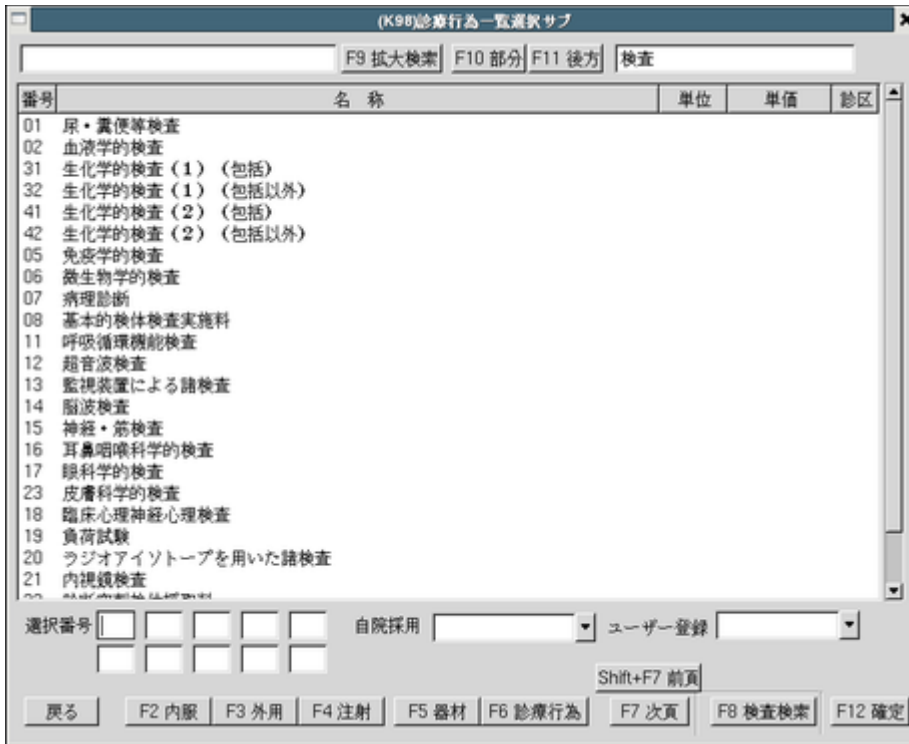 (K98)診療行為一覧選択サブ
F9 拡大検索 F10 部分 F11 後方 検査
番号 名 称 単位 単価 診区
01 尿・糞便等検査
02 血液学的検査
31 生化学的検査(1) (包括)
32 生化学的検査(1) (包括以外)
41 生化学的検査(2) (包括)
42 生化学的検査(2) (包括以外)
05 免疫学的検査
06 微生物学的検査
07 病理診断
08 基本的検体検査実施料
11 呼吸循環機能検査
12 超音波検査
13 監視装置による諸検査
14 脳波検査
15 神経・筋検査
16 耳鼻咽喉科学的検査
17 眼科学的検査
23 皮膚科学的検査
18 臨床心理神経心理検査
19 負荷試験
20 ラジオアイソトープを用いた諸検査
21 内視鏡検査
選択番号 自院採用 ユーザー登録
Shift+F7 前頁
戻る F2 内服 F3 外用 F4 注射 F5 器材 F6 診療行為 F7 次頁 F8 検査検索 F12 確定